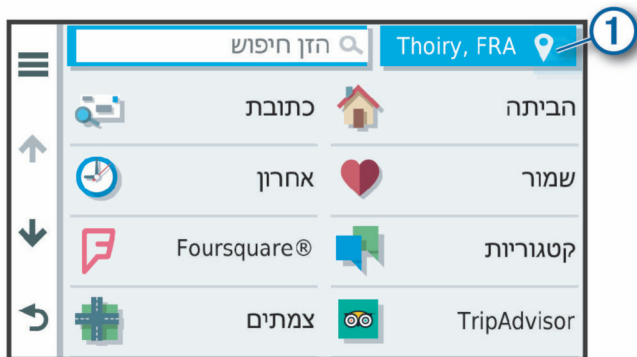 הזן חיפוש
Thoiry, FRA
1
הביתה
כתובת
שמור
אחרון
קטגוריות
Foursquare®
TripAdvisor
צמתים